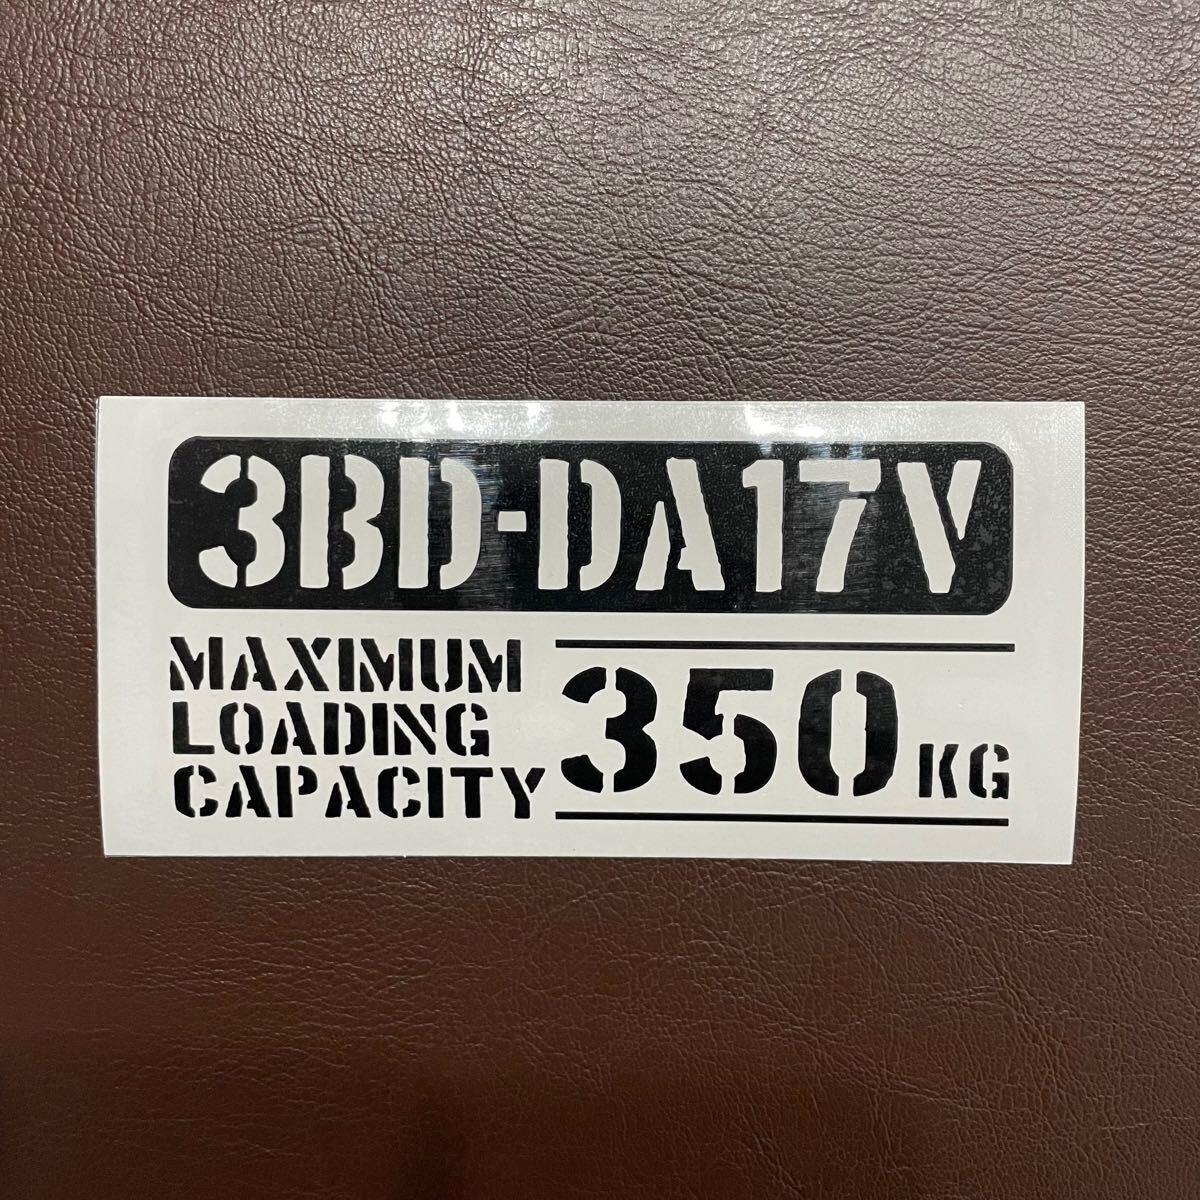 3BD-DA17V
MAXIMUM
LOADING
CAPACITY
350 KG